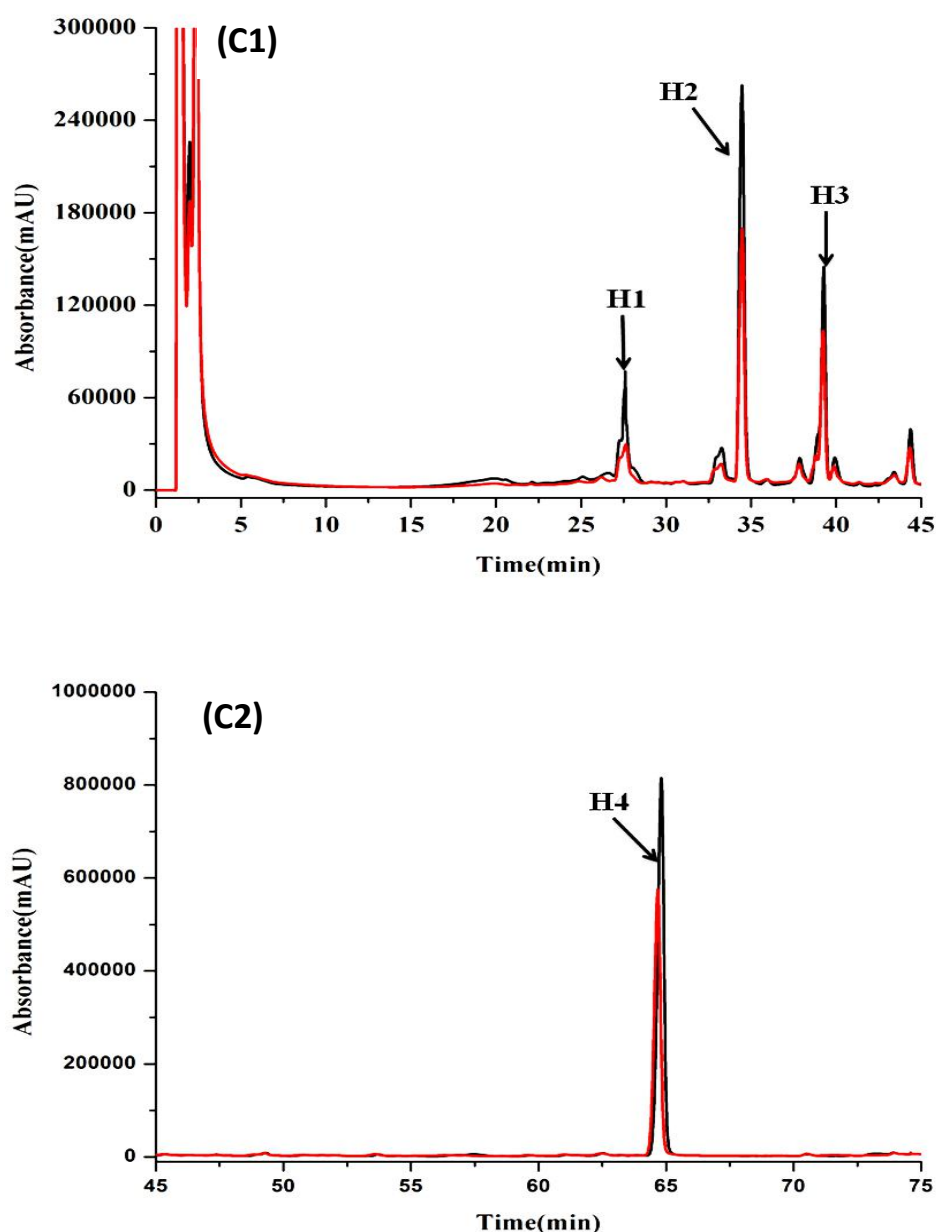 (C1)
300000
240000
180000
120000
60000
0
Absorbance(mAU)
H1
H2
H3
0 5 10 15 20 25 30 35 40 45
Time(min)
(C2)
1000000
800000
600000
400000
200000
0
Absorbance(mAU)
H4
45 50 55 60 65 70 75
Time(min)